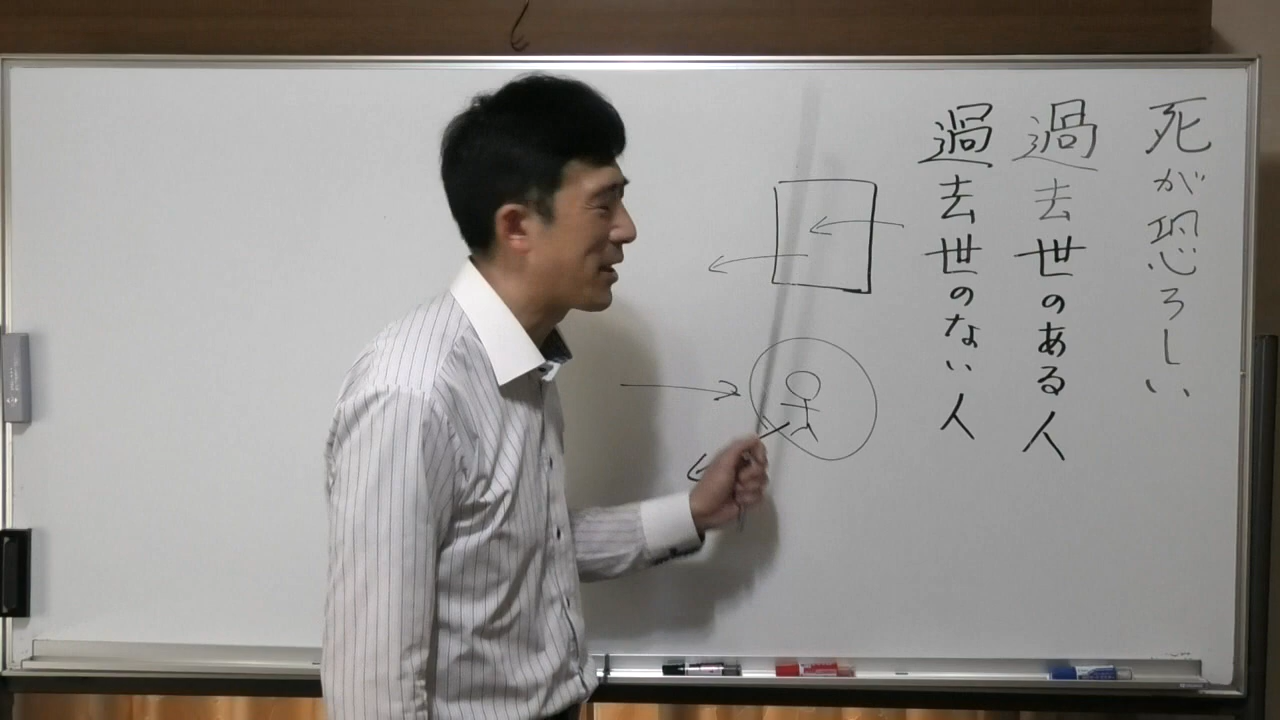 死が恐ろしい
過去世のある人
過去世のない人